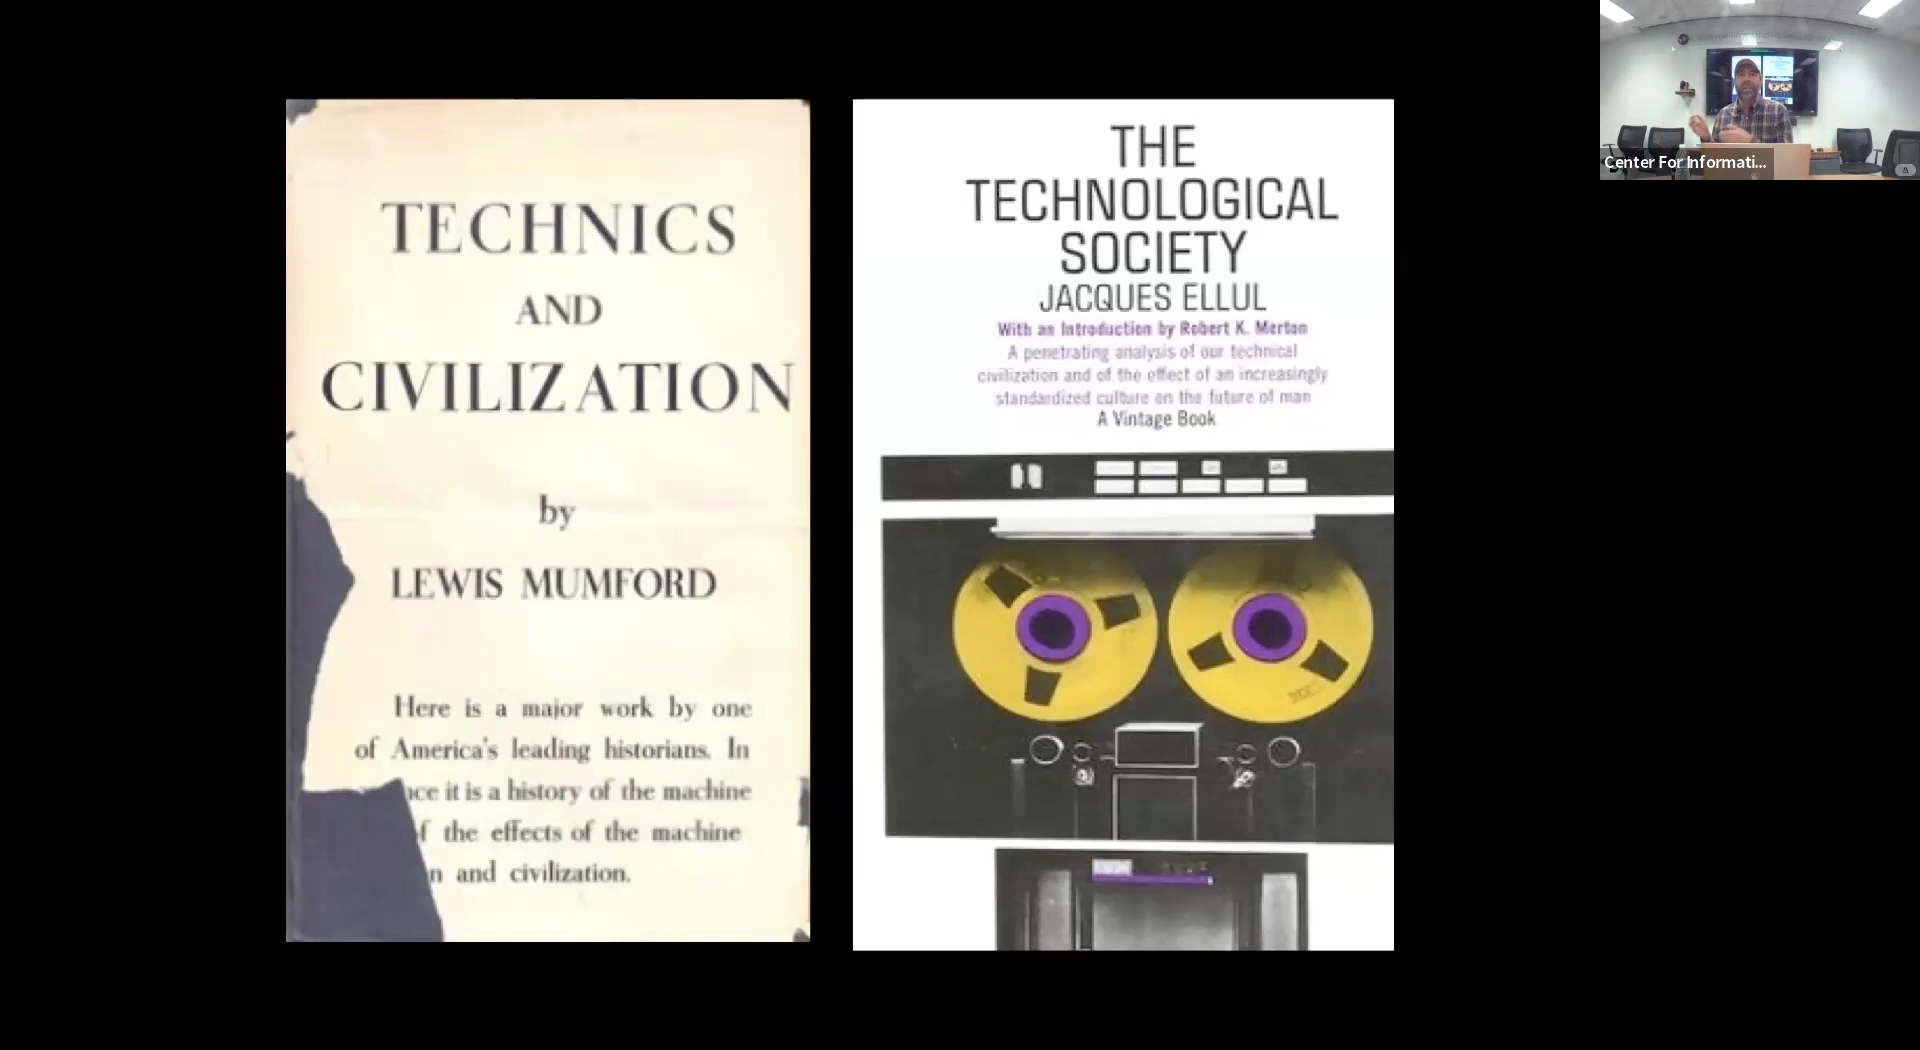 TECHNICS
AND
CIVILIZATION
by
LEWIS MUMFORD
Here is a major work by one
of America's leading historians. In
it is a history of the machine
the effects of the machine
and civilization.
THE
TECHNOLOGICAL
SOCIETY
JACQUES ELLUL
With an Introduction by Robert K. Merton
A penetrating analysis of our technical
civilization and of the effect of an increasingly
standardized culture on the future of man
A Vintage Book
Center For Informati...